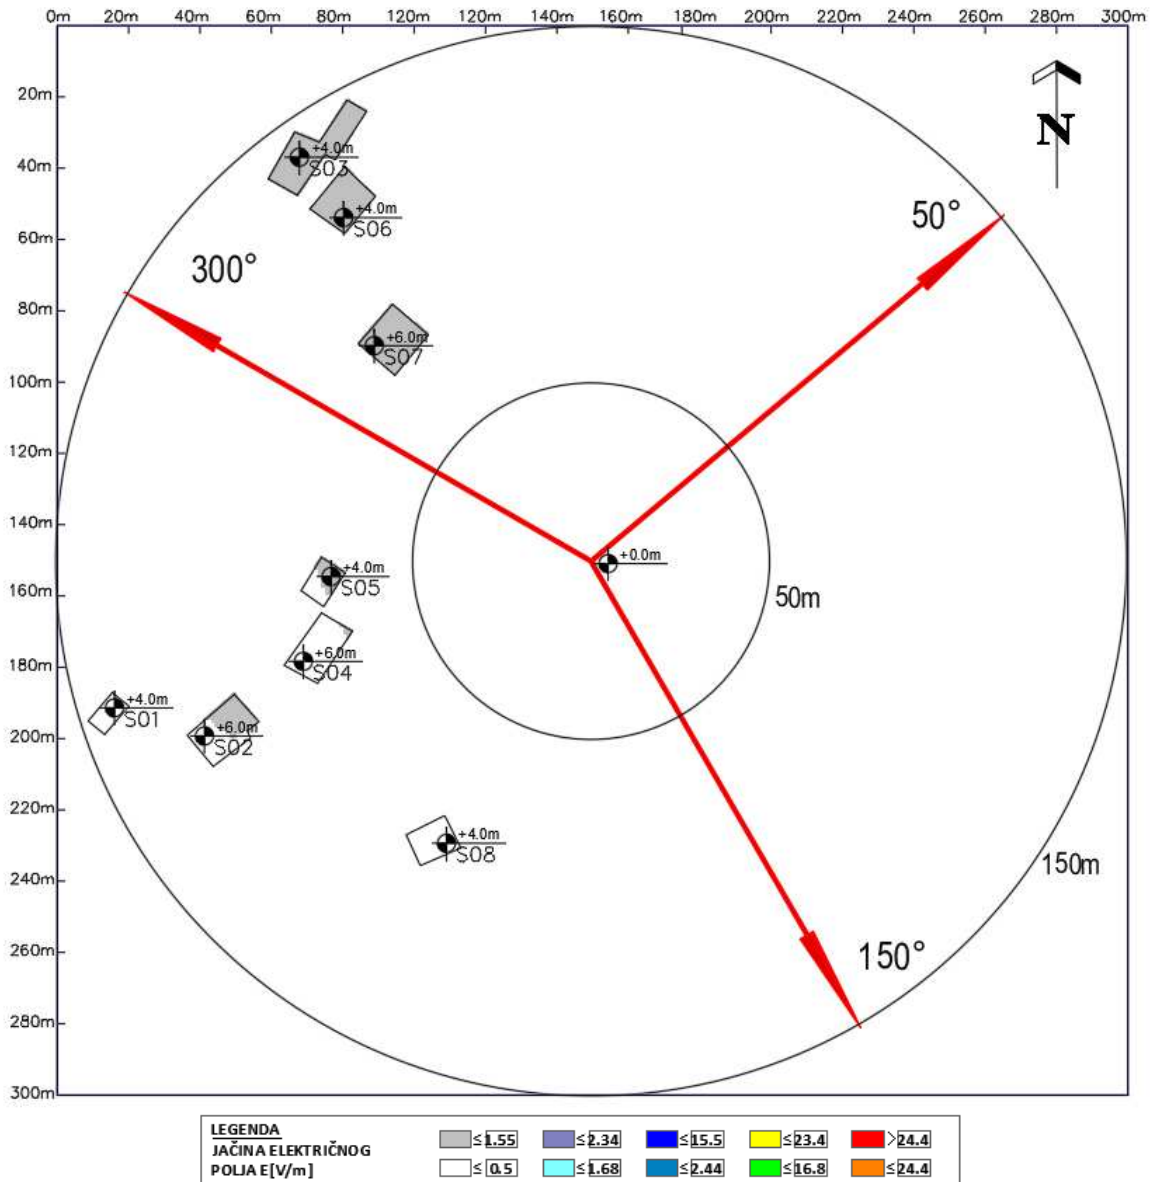 0m 20m 40m 60m 80m 120m 120m 140m 160m 180m 200m 220m 240m 260m 280m 300m
N
20m
40m
60m
80m
100m
120m
140m
160m
180m
200m
220m
240m
260m
280m
300m
+4.0m
S03
+4.0m
S06
50°
300°
+6.0m
S07
+0.0m
+4.0m
S05
50m
+6.0m
S04
+4.0m
S01
+6.0m
S02
+4.0m
S08
150m
150°
LEGENDA
JAČINA ELEKTRIČNOG
POLJA E[V/m]
≤1.55 ≤2.34 ≤15.5 ≤23.4 >24.4
≤ 0.5 ≤1.68 ≤2.44 ≤16.8 ≤24.4